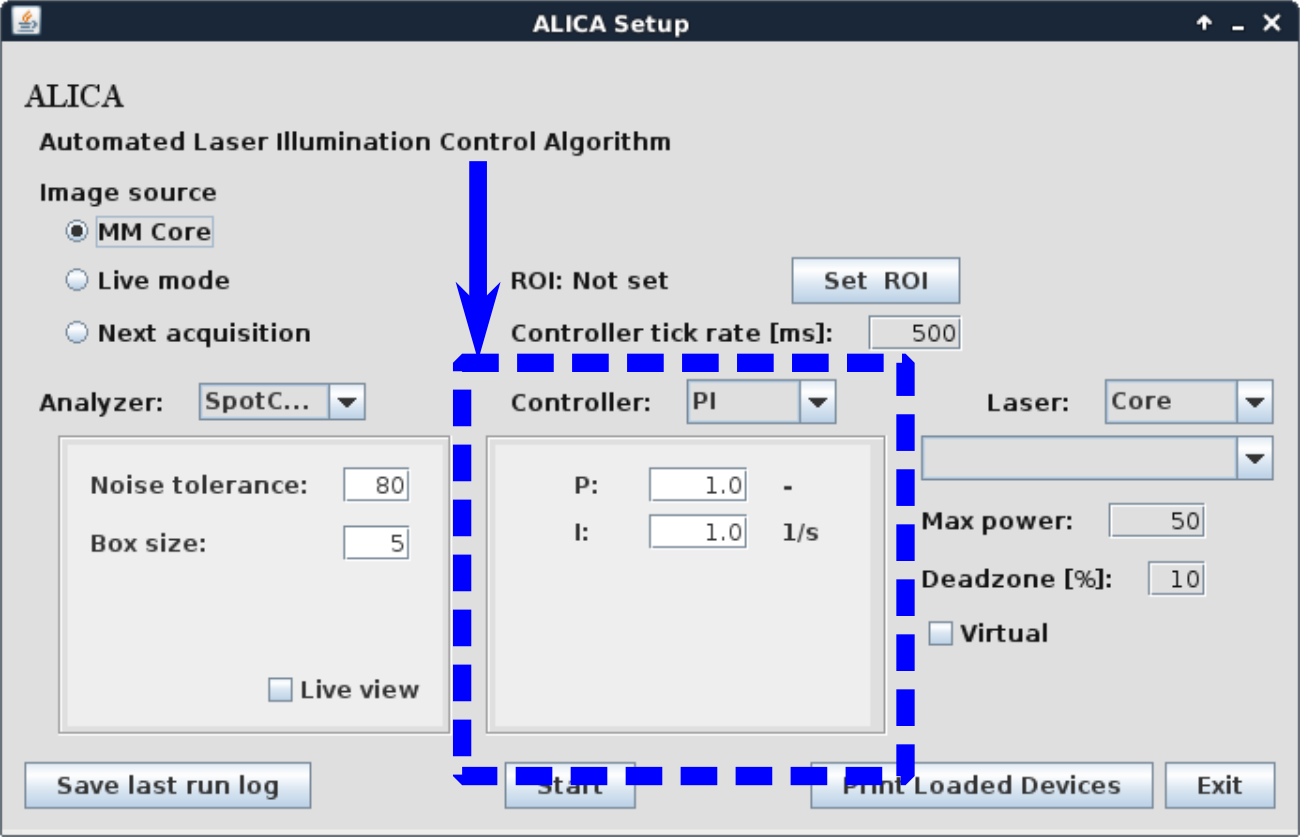 ALICA Setup
ALICA
Automated Laser Illumination Control Algorithm
Image source
MM Core
Live mode
ROI: Not set
Set ROI
Next acquisition
Controller tick rate [ms]:
500
Analyzer:
SpotC...
Controller:
PI
Laser:
Core
Noise tolerance:
80
P:
1.0
-
Box size:
5
I:
1.0
1/s
Max power:
50
Deadzone [%]:
10
Virtual
Live view
Save last run log
Start
Print Loaded Devices
Exit